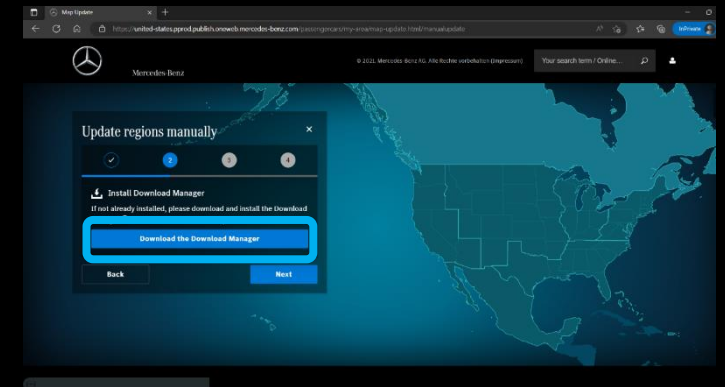 Map Update
https://united-states.pprod.publish.oneweb.mercedes-benz.com/passengercars/my-area/map-update.html/manualupdate
InPrivate
Mercedes-Benz
© 2021. Mercedes-Benz AG. Alle Rechte vorbehalten (Impressum)
Your search term / Online...
Update regions manually
2
3
4
Install Download Manager
If not already installed, please download and install the Download
Download the Download Manager
Back
Next